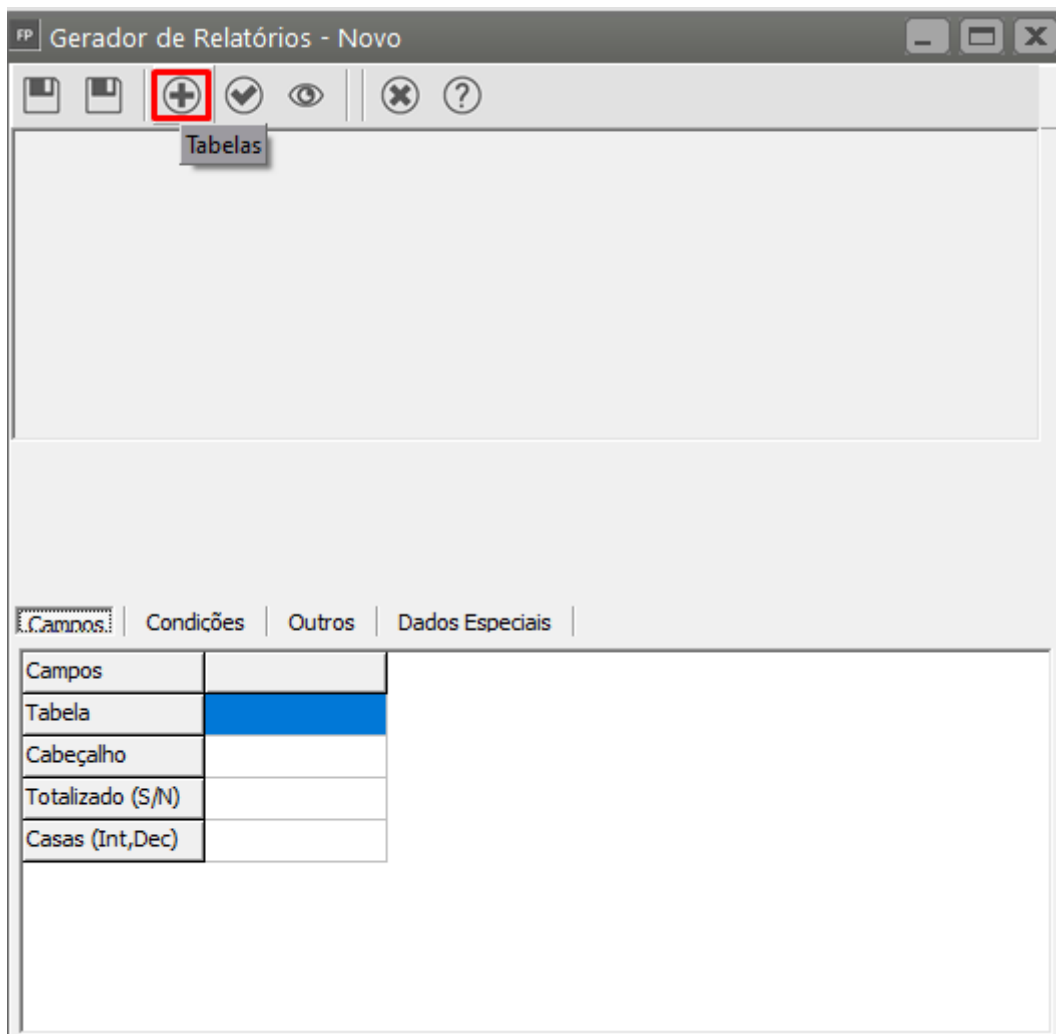 FP Gerador de Relatórios - Novo
?
Tabelas
Campos Condições Outros Dados Especiais
Campos
Tabela
Cabeçalho
Totalizado (S/N)
Casas (Int,Dec)